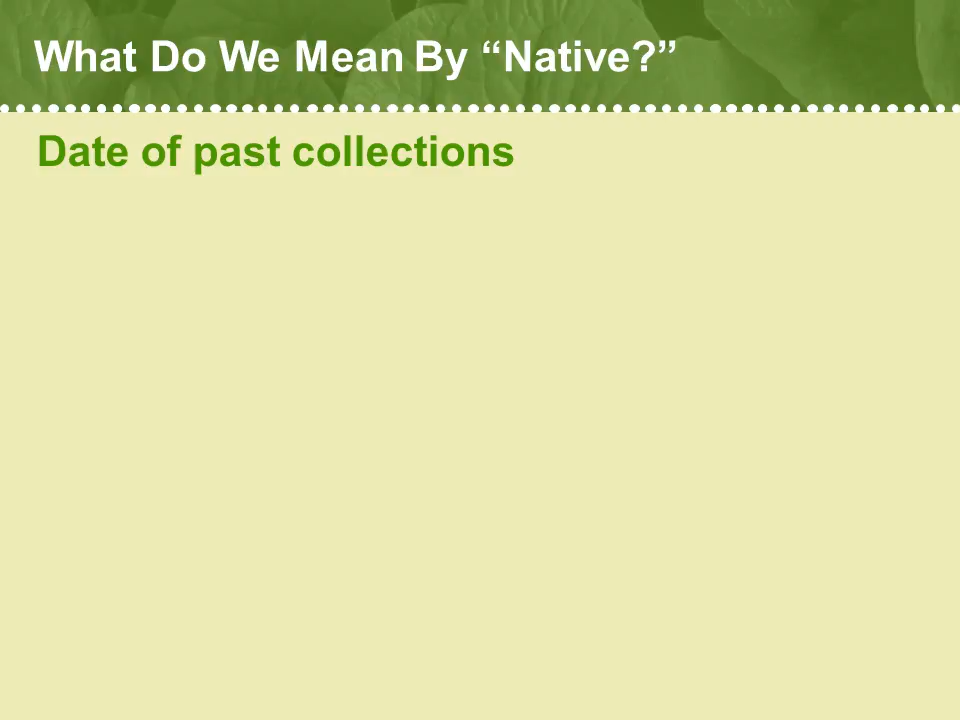 What Do We Mean By “Native?”
Date of past collections